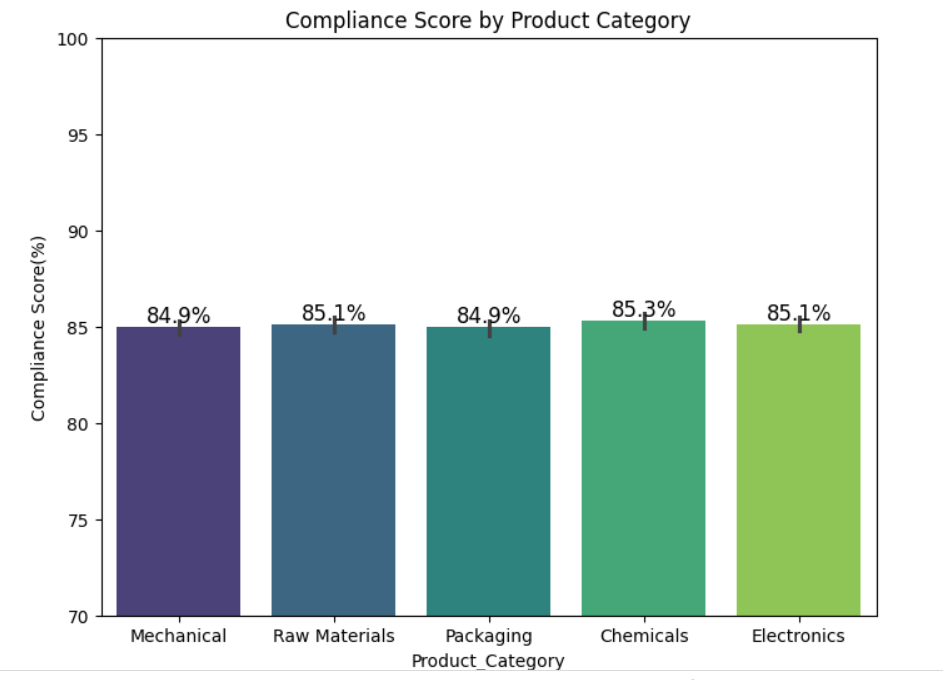 Compliance Score by Product Category
100
95
90
85
80
75
70
Compliance Score(%)
84.9% 85.1% 84.9% 85.3% 85.1%
Mechanical Raw Materials Packaging Chemicals Electronics
Product_Category